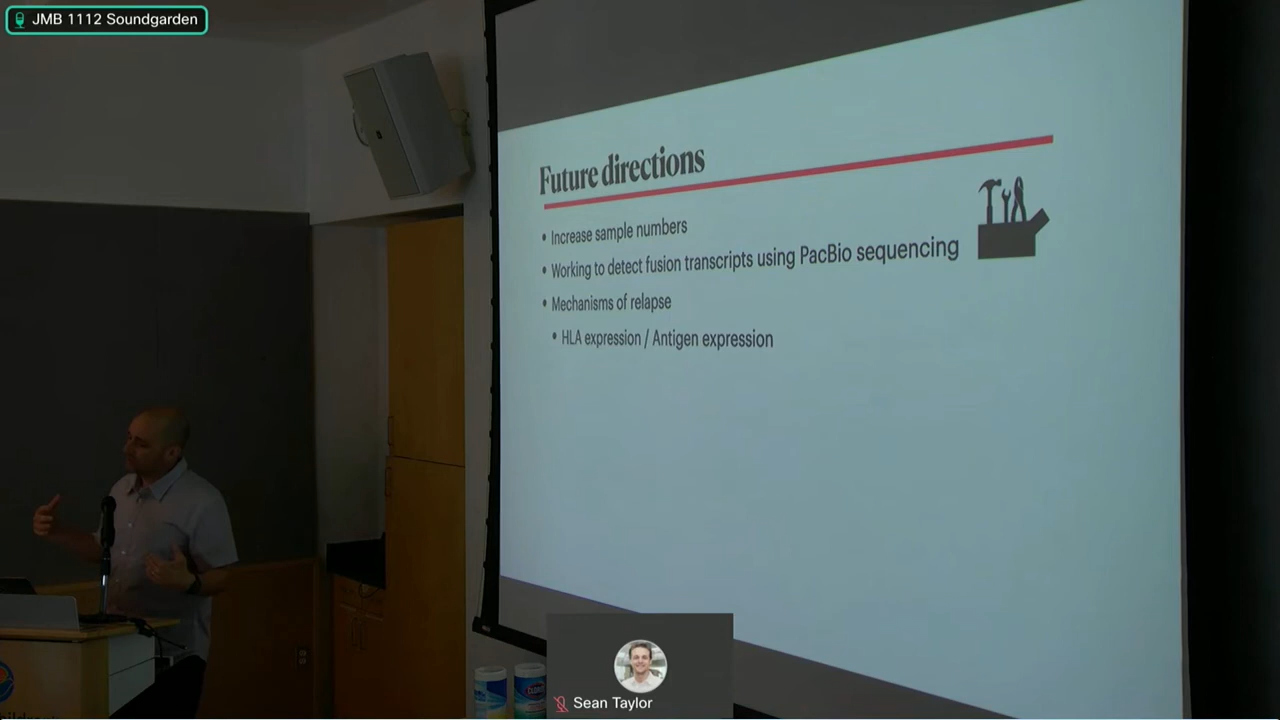 JMB 1112 Soundgarden
Future directions
• Increase sample numbers
• Working to detect fusion transcripts using PacBio sequencing
• Mechanisms of relapse
• HLA expression / Antigen expression
Sean Taylor